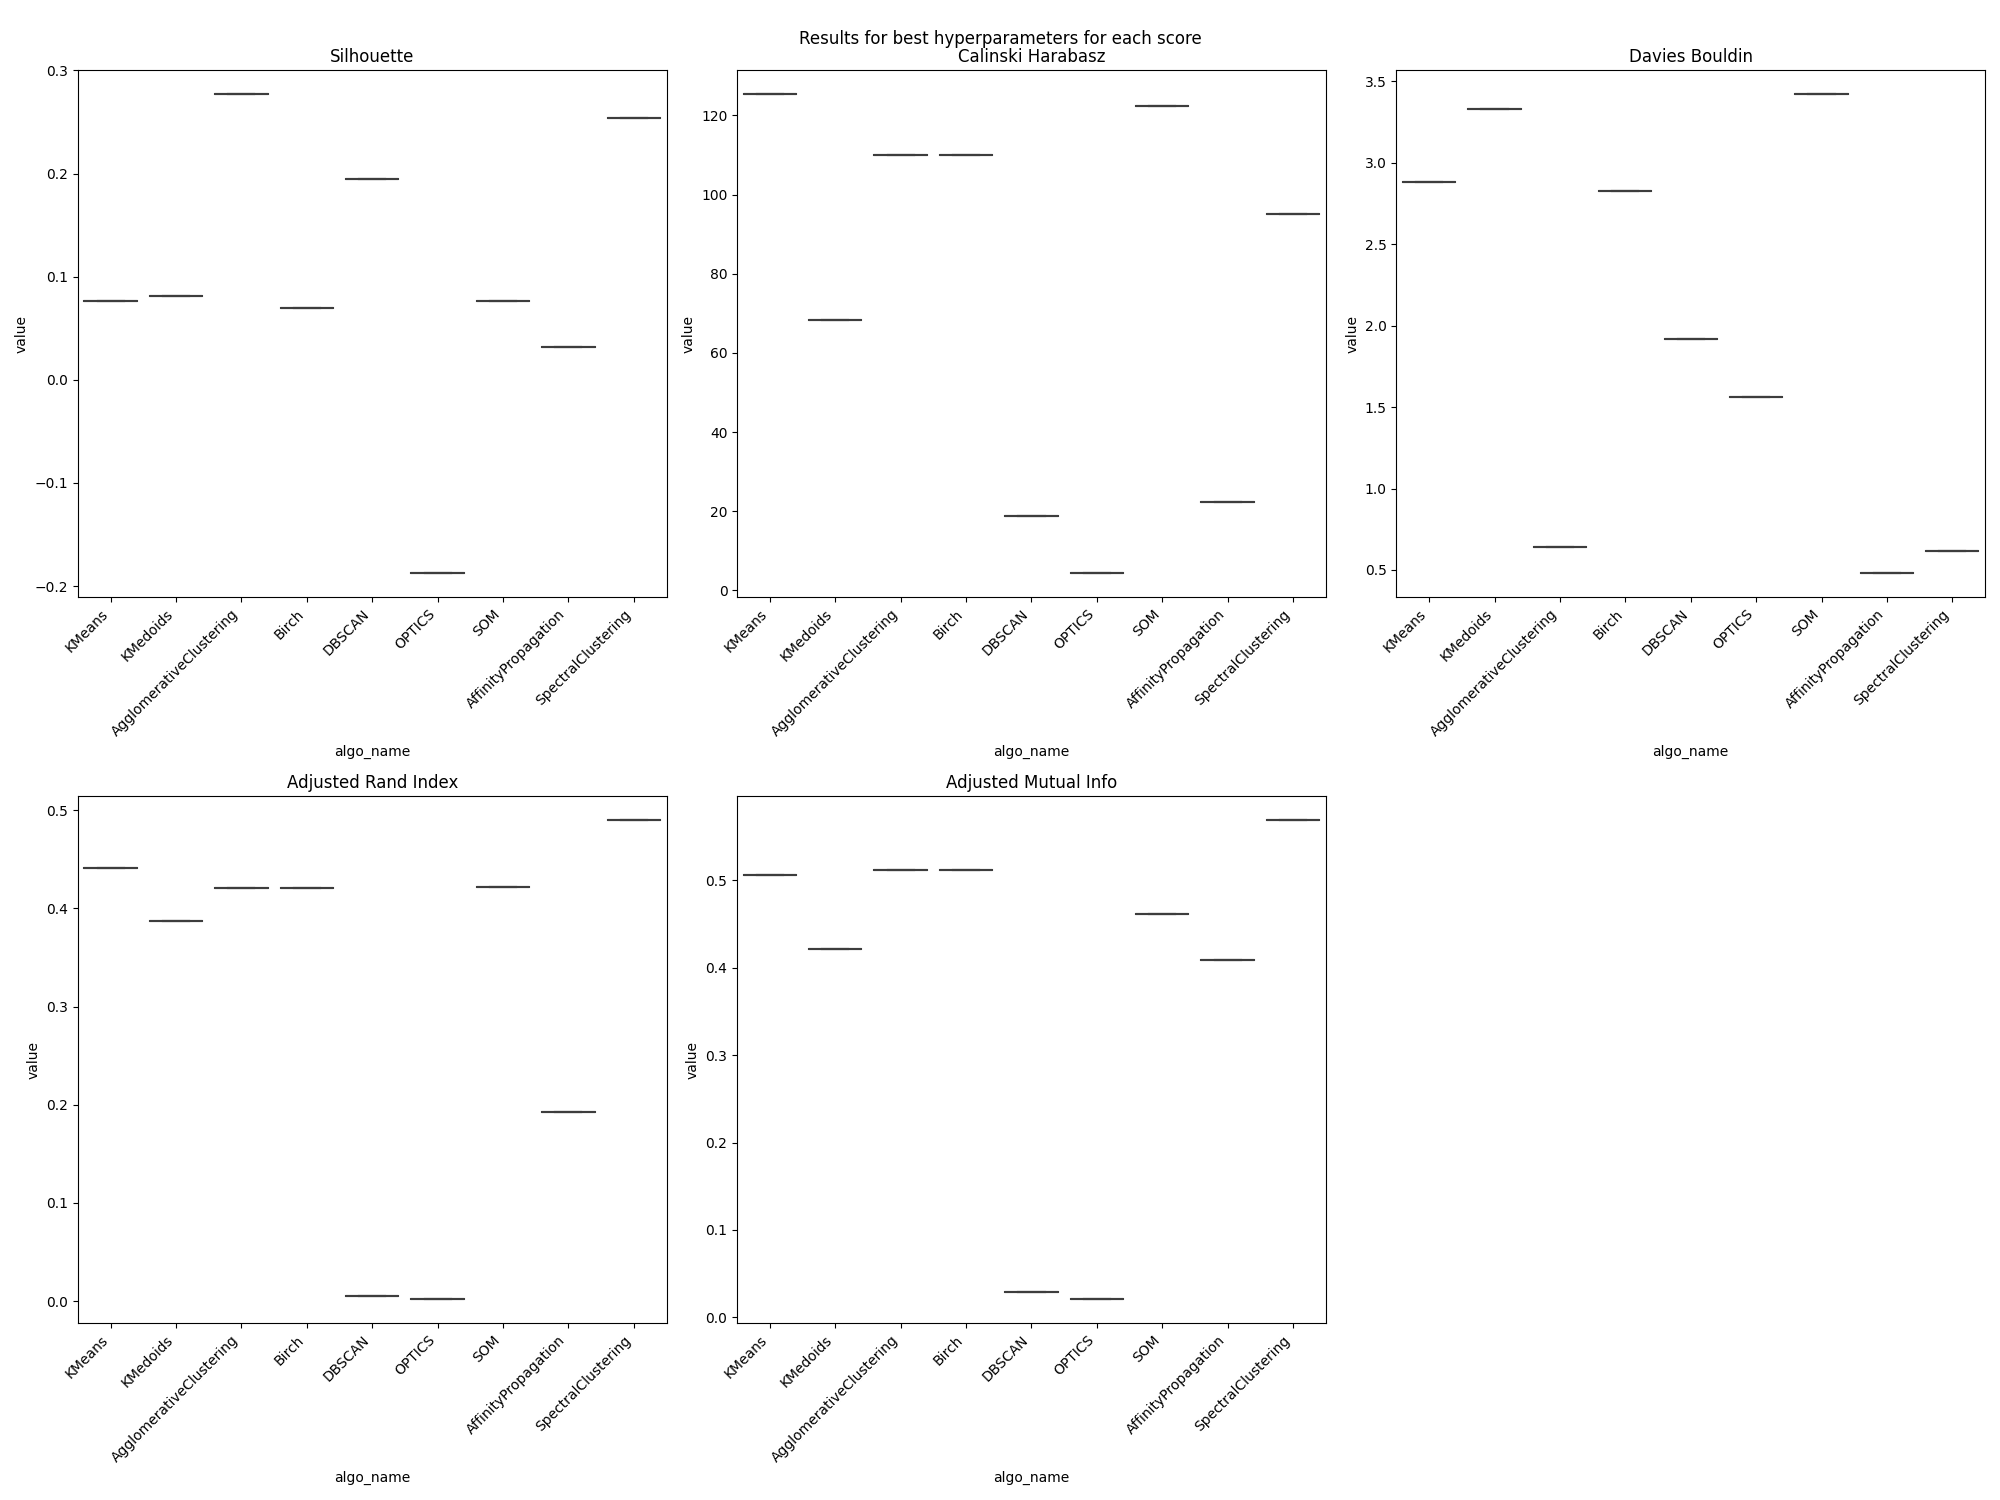 Results for best hyperparameters for each score
Silhouette
0.3
0.2
0.1
0.0
−0.1
−0.2
value
KMeans
KMedoids
AgglomerativeClustering
Birch
DBSCAN
OPTICS
SOM
AffinityPropagation
SpectralClustering
algo_name
Calinski Harabasz
120
100
80
60
40
20
0
value
KMeans
KMedoids
AgglomerativeClustering
Birch
DBSCAN
OPTICS
SOM
AffinityPropagation
SpectralClustering
algo_name
Davies Bouldin
3.5
3.0
2.5
2.0
1.5
1.0
0.5
value
KMeans
KMedoids
AgglomerativeClustering
Birch
DBSCAN
OPTICS
SOM
AffinityPropagation
SpectralClustering
algo_name
Adjusted Rand Index
0.5
0.4
0.3
0.2
0.1
0.0
value
KMeans
KMedoids
AgglomerativeClustering
Birch
DBSCAN
OPTICS
SOM
AffinityPropagation
SpectralClustering
algo_name
Adjusted Mutual Info
0.5
0.4
0.3
0.2
0.1
0.0
value
KMeans
KMedoids
AgglomerativeClustering
Birch
DBSCAN
OPTICS
SOM
AffinityPropagation
SpectralClustering
algo_name